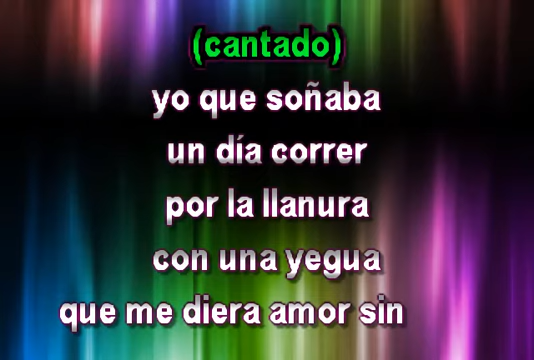 (cantado)
yo que soñaba
un día correr
por la llanura
con una yegua
que me diera amor sin